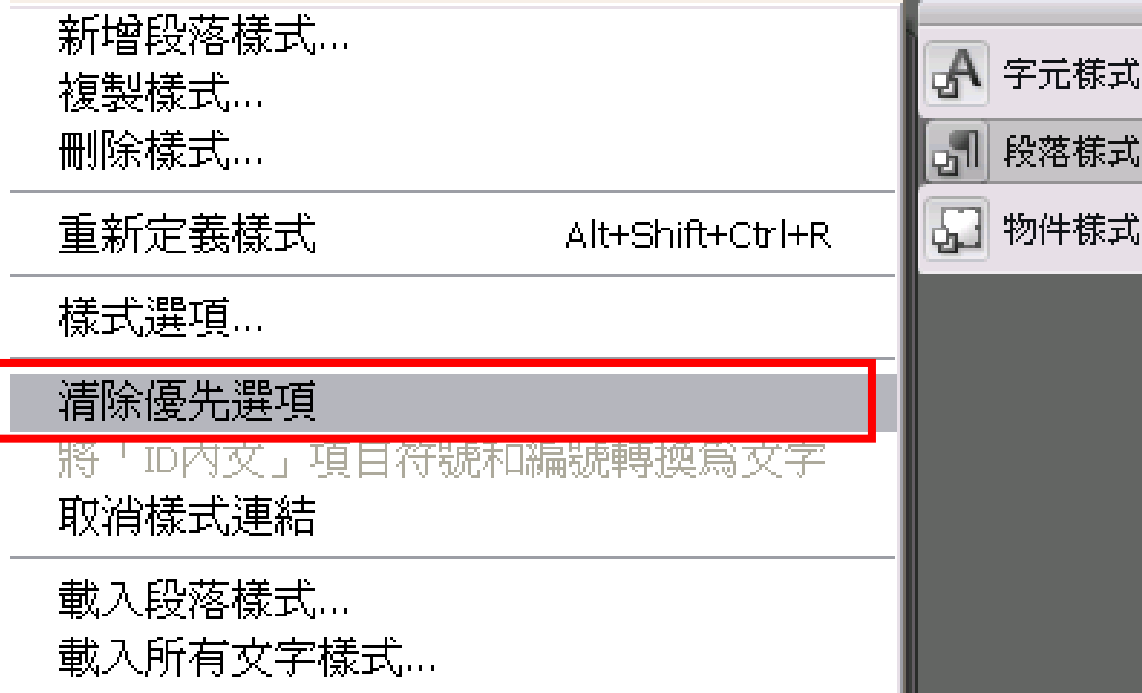 新增段落樣式...
複製樣式...
刪除樣式...
重新定義樣式 Alt+Shift+Ctrl+R
樣式選項...
清除優先選項
將「ID內文」項目符號和編號轉換為文字
取消樣式連結
載入段落樣式...
載入所有文字樣式...
字元樣式
段落樣式
物件樣式